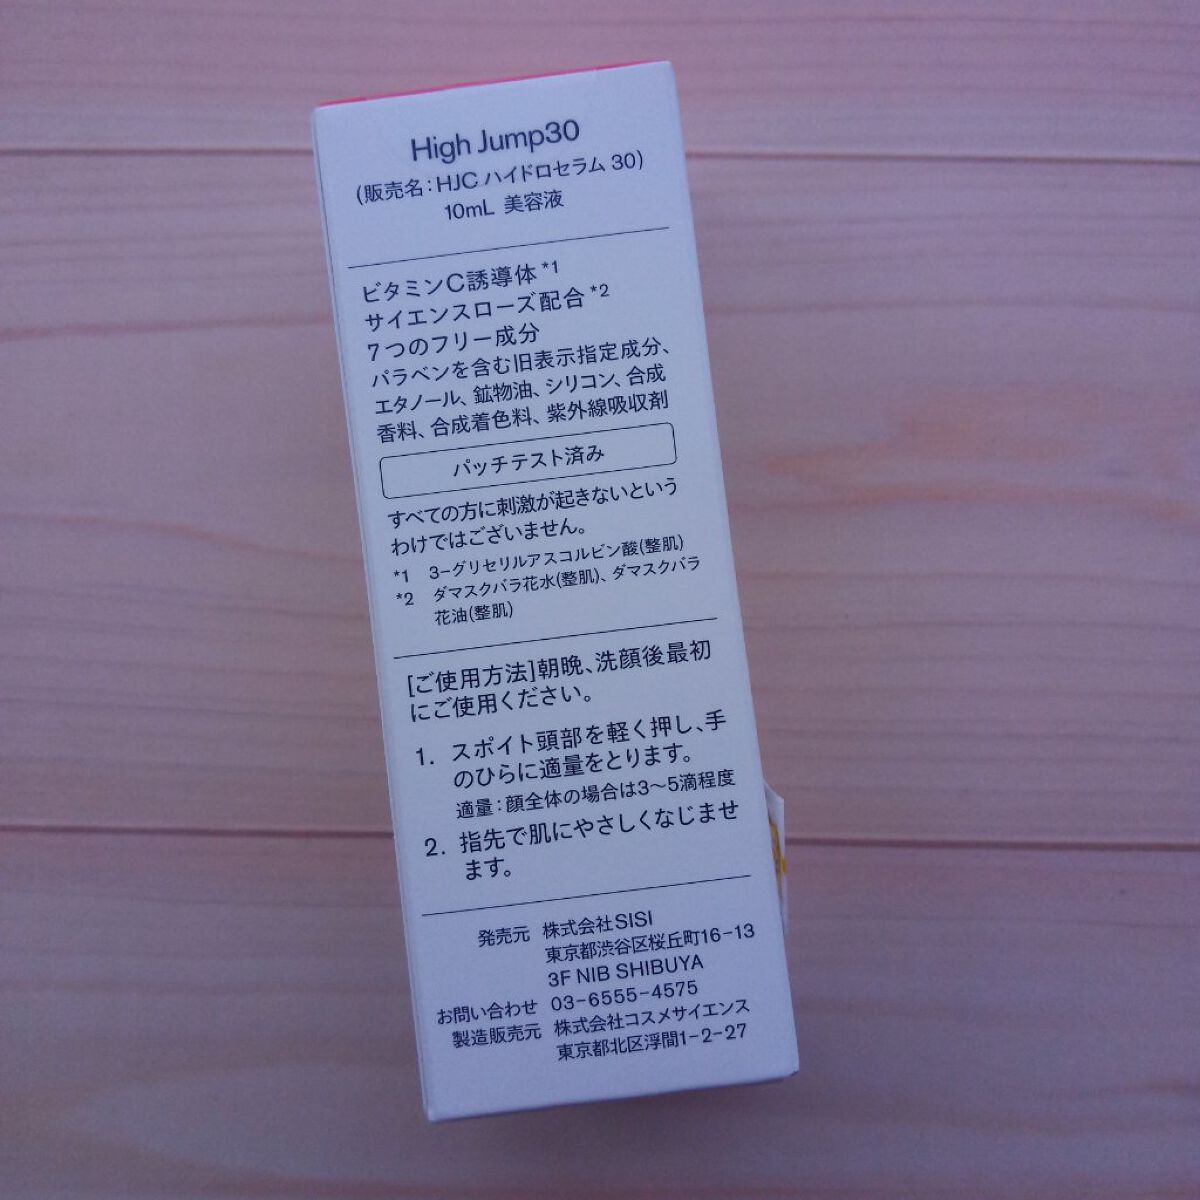 High Jump30
(販売名：HJC ハイドロセラム 30)
10mL 美容液
ビタミンC誘導体*1
サイエンスローズ配合*2
7つのフリー成分
パラベンを含む旧表示指定成分、
エタノール、鉱物油、シリコン、合成
香料、合成着色料、紫外線吸収剤
パッチテスト済み
すべての方に刺激が起きないという
わけではございません。
*1 3-グリセリルアスコルビン酸(整肌)
*2 ダマスクバラ花水(整肌)、ダマスクバラ
花油(整肌)
[ご使用方法]朝晩、洗顔後最初
にご使用ください。
1. スポイト頭部を軽く押し、手
のひらに適量をとります。
適量：顔全体の場合は3〜5滴程度
2. 指先で肌にやさしくなじませ
ます。
発売元 株式会社SISI
東京都渋谷区桜丘町16-13
3F NIB SHIBUYA
お問い合わせ 03-6555-4575
製造販売元 株式会社コスメサイエンス
東京都北区浮間1-2-27